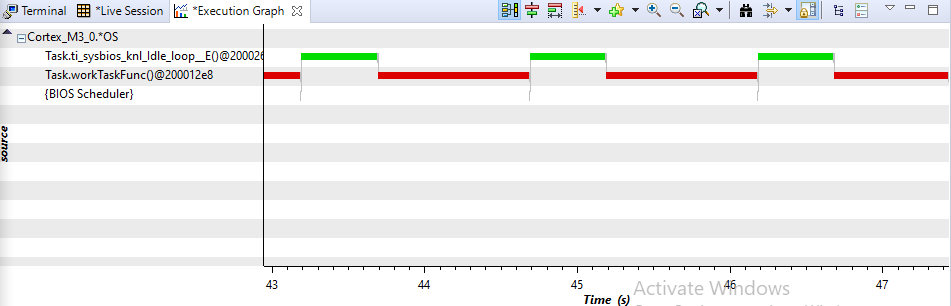 Terminal *Live Session *Execution Graph
Cortex_M3_0.*OS
Task.ti_sysbios_knl_Idle_loop__E()@200026
Task.workTaskFunc()@200012e8
{BIOS Scheduler}
source
43 44 45 46 47
Activate Windows
Time (s)